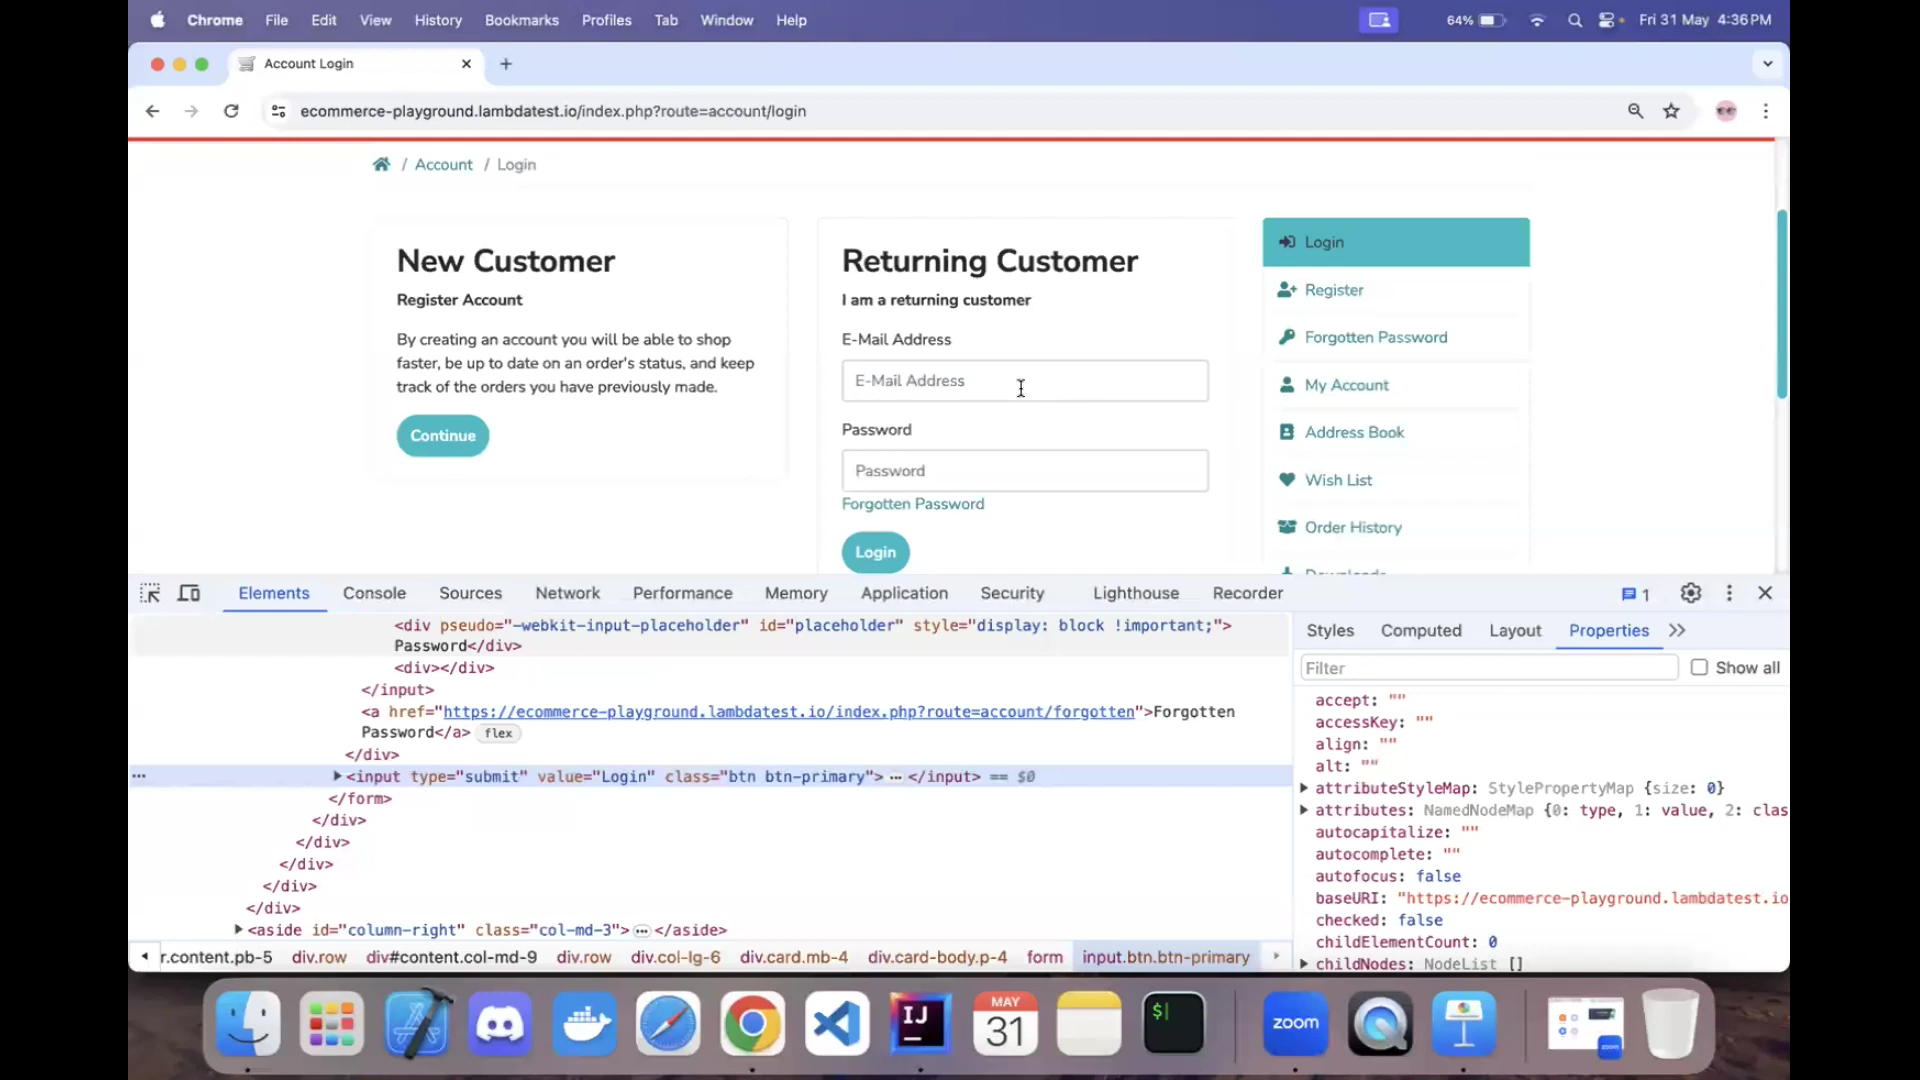 Chrome File Edit View History Bookmarks Profiles Tab Window Help 64% Fri 31 May 4:36 PM
Account Login
ecommerce-playground.lambdatest.io/index.php?route=account/login
/ Account / Login
New Customer
Register Account
By creating an account you will be able to shop
faster, be up to date on an order's status, and keep
track of the orders you have previously made.
Continue
Returning Customer
I am a returning customer
E-Mail Address
E-Mail Address
Password
Password
Forgotten Password
Login
Login
Register
Forgotten Password
My Account
Address Book
Wish List
Order History
Downloads
Elements Console Sources Network Performance Memory Application Security Lighthouse Recorder 1
<div pseudo="-webkit-input-placeholder" id="placeholder" style="display: block !important;">
Password</div>
<div></div>
</input>
<a href="https://ecommerce-playground.lambdatest.io/index.php?route=account/forgotten">Forgotten
Password</a> flex
</div>
… <input type="submit" value="Login" class="btn btn-primary"> … </input> == $0
</form>
</div>
</div>
</div>
</div>
</div>
<aside id="column-right" class="col-md-3"> … </aside>
r.content.pb-5 div.row div#content.col-md-9 div.row div.col-lg-6 div.card.mb-4 div.card-body.p-4 form input.btn.btn-primary
Styles Computed Layout Properties
Filter Show all
accept: ""
accessKey: ""
align: ""
alt: ""
attributeStyleMap: StylePropertyMap {size: 0}
attributes: NamedNodeMap {0: type, 1: value, 2: clas
autocapitalize: ""
autocomplete: ""
autofocus: false
baseURI: "https://ecommerce-playground.lambdatest.io
checked: false
childElementCount: 0
childNodes: NodeList []
IJ
MAY
31
$
zoom
zoom